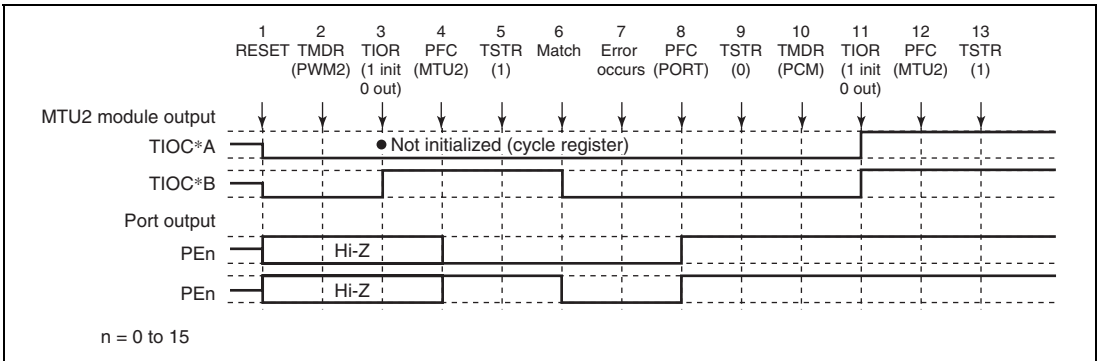 1 2 3 4 5 6 7 8 9 10 11 12 13
RESET TMDR TIOR PFC TSTR Match Error PFC TSTR TMDR TIOR PFC TSTR
(PWM2) (1 init (MTU2) (1) occurs (PORT) (0) (PCM) (1 init (MTU2) (1)
0 out) 0 out)
MTU2 module output
TIOC*A
● Not initialized (cycle register)
TIOC*B
Port output
PEn
Hi-Z
PEn
Hi-Z
n = 0 to 15